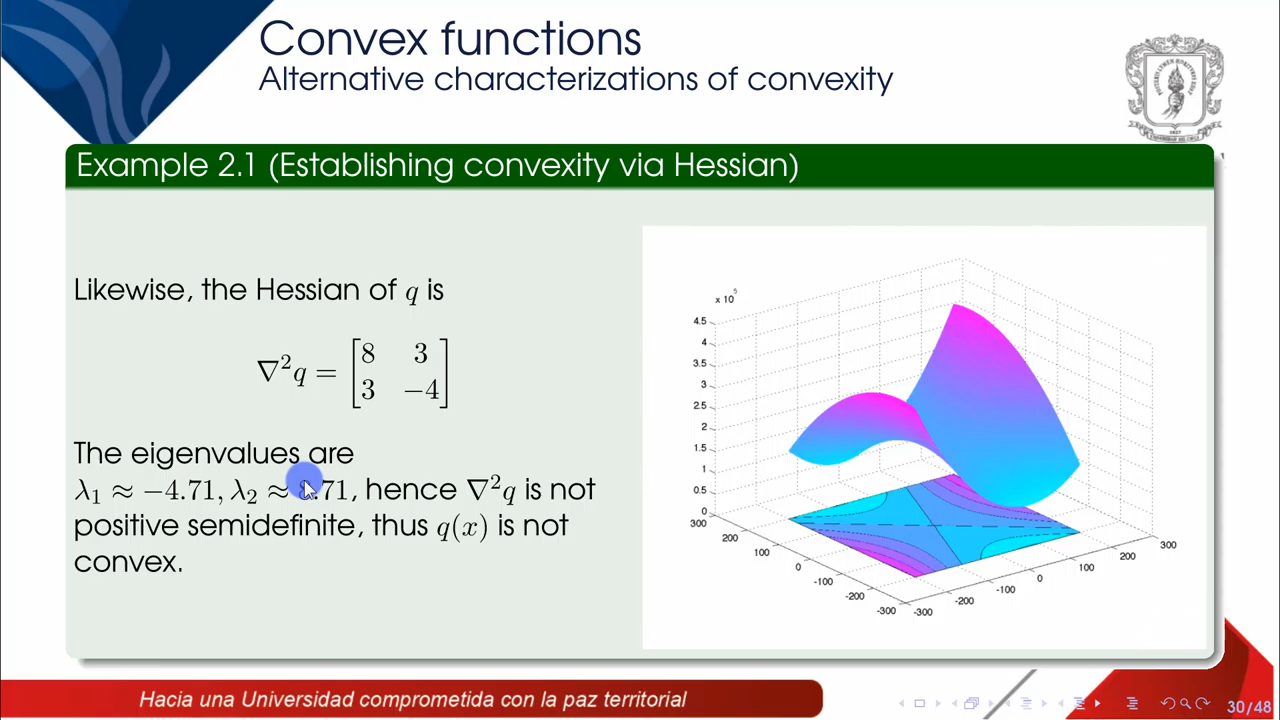 Convex functions
Alternative characterizations of convexity
Example 2.1 (Establishing convexity via Hessian)
Likewise, the Hessian of q is
∇²q = [8 3
3 −4]
The eigenvalues are
λ₁ ≈ −4.71, λ₂ ≈ .71, hence ∇²q is not
positive semidefinite, thus q(x) is not
convex.
x 10⁵
4.5
4
3.5
3
2.5
2
1.5
1
0.5
0
300
200
100
0
-100
-200
-300
-300
-200
-100
0
100
200
300
Hacia una Universidad comprometida con la paz territorial
30/48